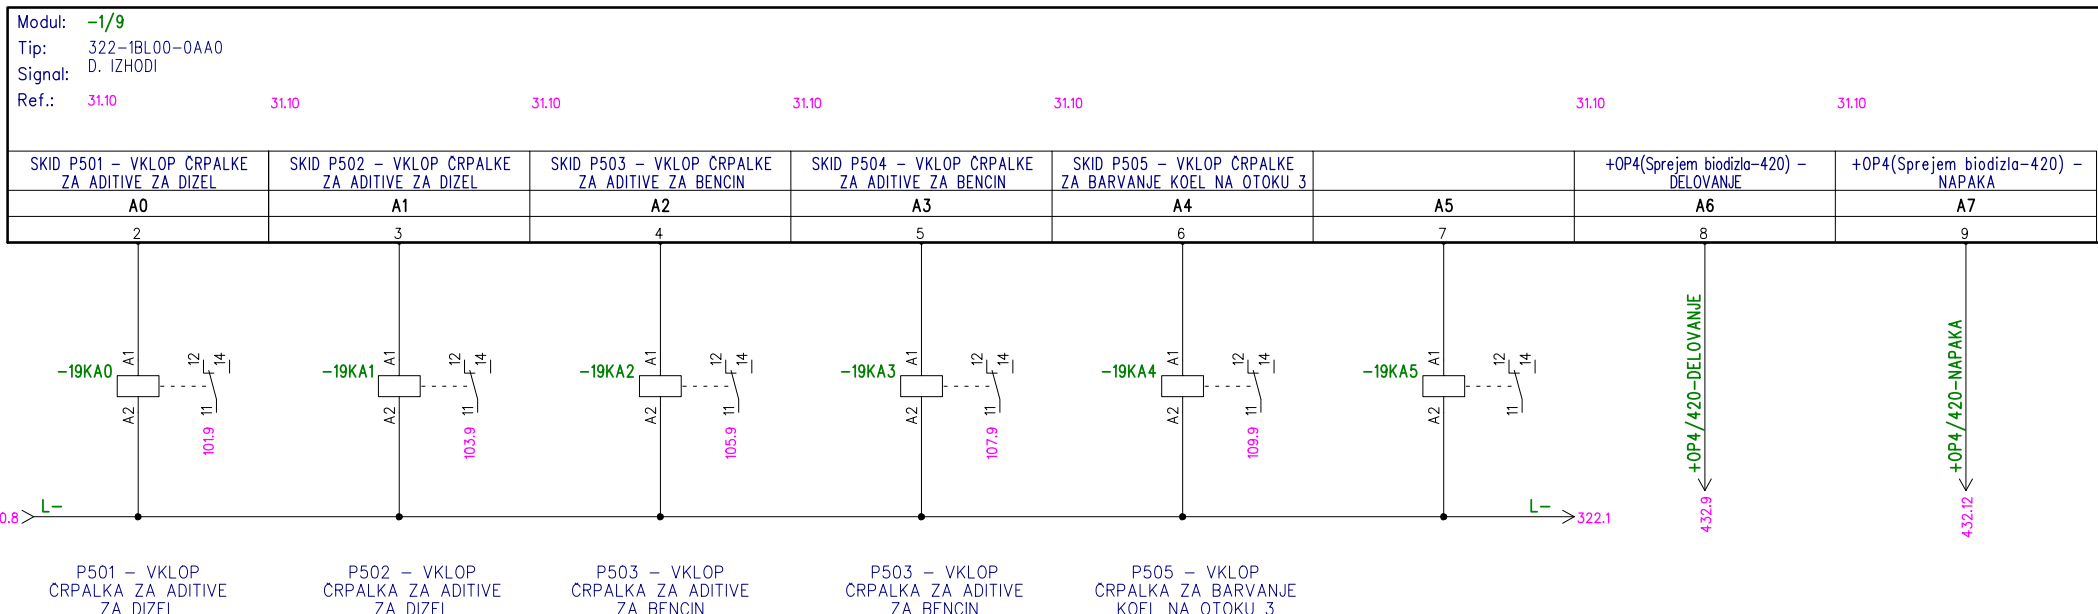 Modul: -1/9
Tip: 322-1BL00-0AA0
Signal: D. IZHODI
Ref.: 31.10 31.10 31.10 31.10 31.10 31.10 31.10
SKID P501 - VKLOP ČRPALKE ZA ADITIVE ZA DIZEL
SKID P502 - VKLOP ČRPALKE ZA ADITIVE ZA DIZEL
SKID P503 - VKLOP ČRPALKE ZA ADITIVE ZA BENCIN
SKID P504 - VKLOP ČRPALKE ZA ADITIVE ZA BENCIN
SKID P505 - VKLOP ČRPALKE ZA BARVANJE KOEL NA OTOKU 3
+OP4(Sprejem biodizla-420) - DELOVANJE
+OP4(Sprejem biodizla-420) - NAPAKA
A0 A1 A2 A3 A4 A5 A6 A7
2 3 4 5 6 7 8 9
-19KA0 A1 A2 12 14 11 101.9
-19KA1 A1 A2 12 14 11 103.9
-19KA2 A1 A2 12 14 11 105.9
-19KA3 A1 A2 12 14 11 107.9
-19KA4 A1 A2 12 14 11 109.9
-19KA5 A1 A2 12 14 11
+OP4/420-DELOVANJE 432.9
+OP4/420-NAPAKA 432.12
0.8 L- L- 322.1
P501 - VKLOP
ČRPALKA ZA ADITIVE
ZA DIZEL
P502 - VKLOP
ČRPALKA ZA ADITIVE
ZA DIZEL
P503 - VKLOP
ČRPALKA ZA ADITIVE
ZA BENCIN
P503 - VKLOP
ČRPALKA ZA ADITIVE
ZA BENCIN
P505 - VKLOP
ČRPALKA ZA BARVANJE
KOEL NA OTOKU 3